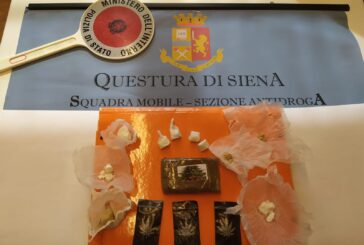 MINISTERO DELL'INTERNO
POLIZIA DI STATO
QUESTURA DI SIENA
SQUADRA MOBILE - SEZIONE ANTIDROGA